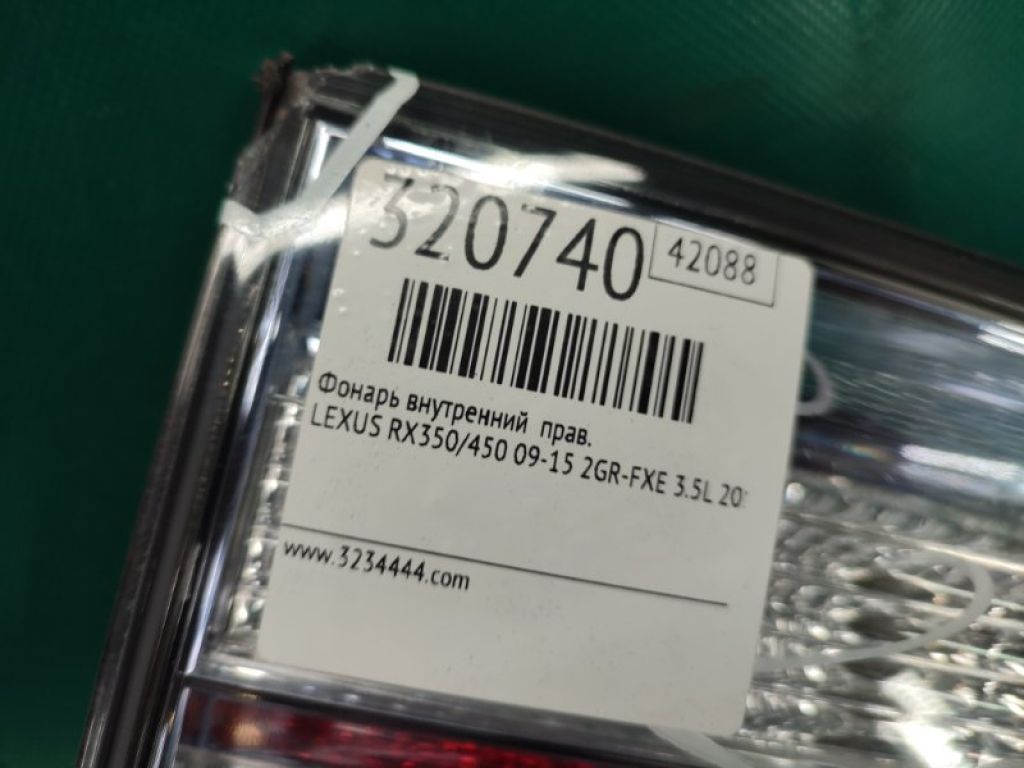 320740
42088
Фонарь внутренний прав.
LEXUS RX350/450 09-15 2GR-FXE 3.5L
www.3234444.com